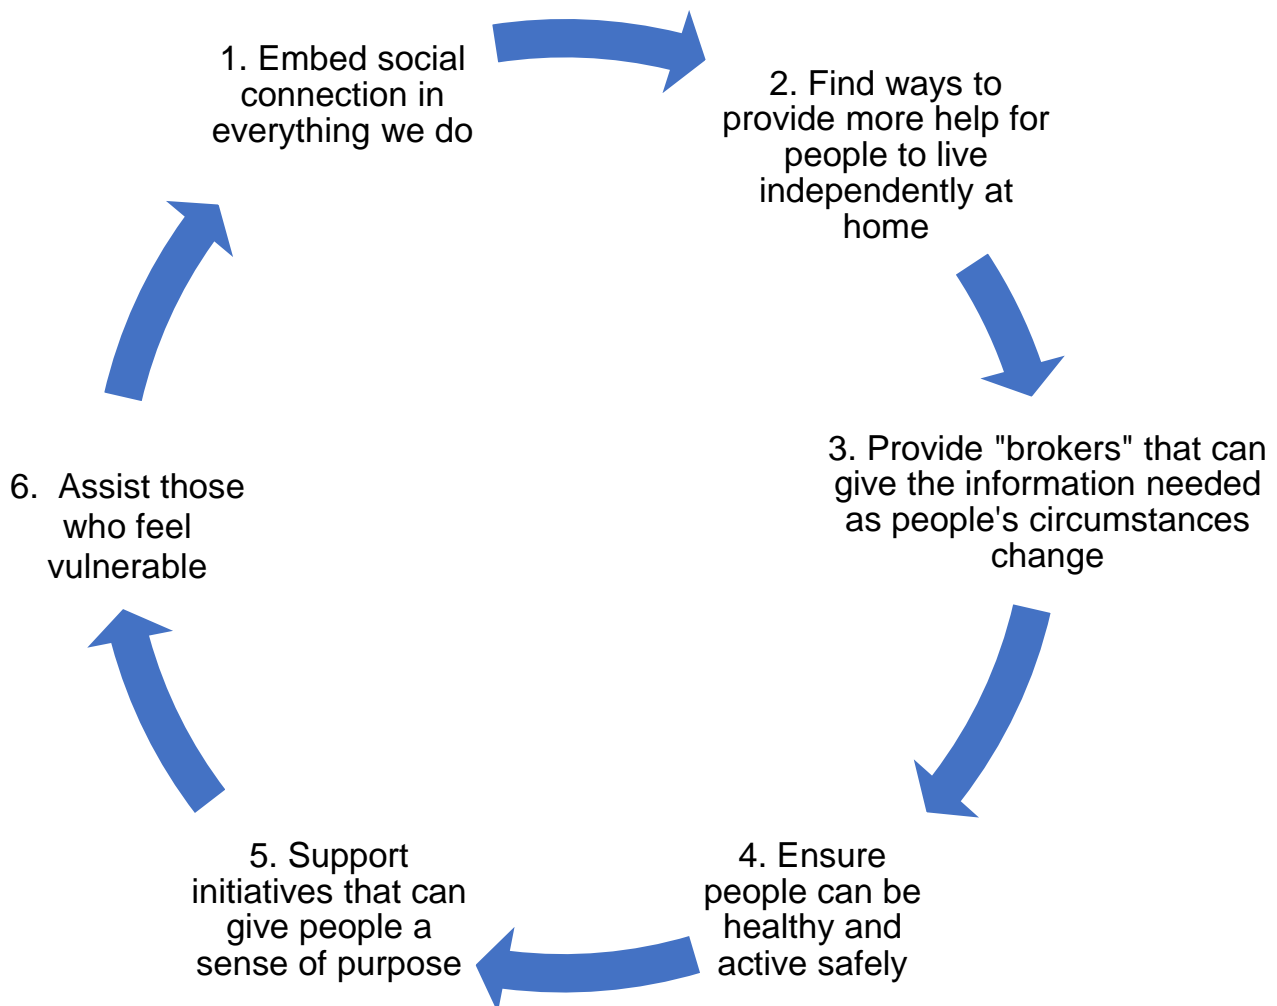 1. Embed social
connection in
everything we do
2. Find ways to
provide more help for
people to live
independently at
home
3. Provide "brokers" that can
give the information needed
as people's circumstances
change
4. Ensure
people can be
healthy and
active safely
5. Support
initiatives that can
give people a
sense of purpose
6.  Assist those
who feel
vulnerable